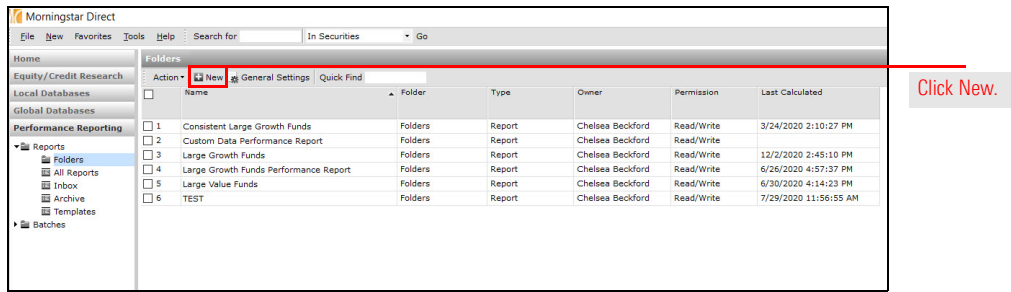 Morningstar Direct
File New Favorites Tools Help Search for In Securities Go
Home
Equity/Credit Research
Local Databases
Global Databases
Performance Reporting
Reports
Folders
All Reports
Inbox
Archive
Templates
Batches
Folders
Action New General Settings Quick Find
Name Folder Type Owner Permission Last Calculated
1 Consistent Large Growth Funds Folders Report Chelsea Beckford Read/Write 3/24/2020 2:10:27 PM
2 Custom Data Performance Report Folders Report Chelsea Beckford Read/Write
3 Large Growth Funds Folders Report Chelsea Beckford Read/Write 12/2/2020 2:45:10 PM
4 Large Growth Funds Performance Report Folders Report Chelsea Beckford Read/Write 6/26/2020 4:57:37 PM
5 Large Value Funds Folders Report Chelsea Beckford Read/Write 6/30/2020 4:14:23 PM
6 TEST Folders Report Chelsea Beckford Read/Write 7/29/2020 11:56:55 AM
Click New.